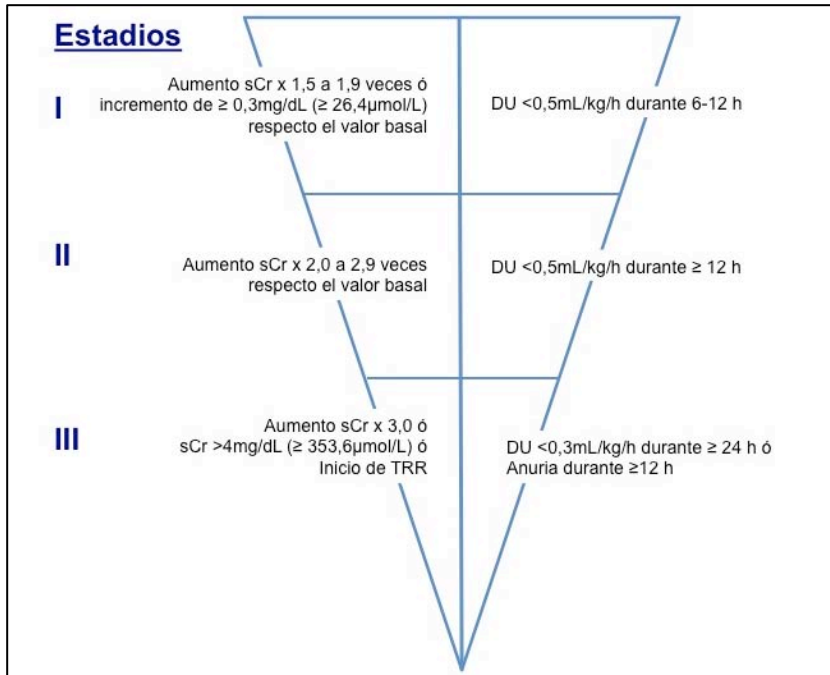 Estadios
I
Aumento sCr x 1,5 a 1,9 veces ó
incremento de ≥ 0,3mg/dL (≥ 26,4µmol/L)
respecto el valor basal
DU <0,5mL/kg/h durante 6-12 h
II
Aumento sCr x 2,0 a 2,9 veces
respecto el valor basal
DU <0,5mL/kg/h durante ≥ 12 h
III
Aumento sCr x 3,0 ó
sCr >4mg/dL (≥ 353,6µmol/L) ó
Inicio de TRR
DU <0,3mL/kg/h durante ≥ 24 h ó
Anuria durante ≥12 h